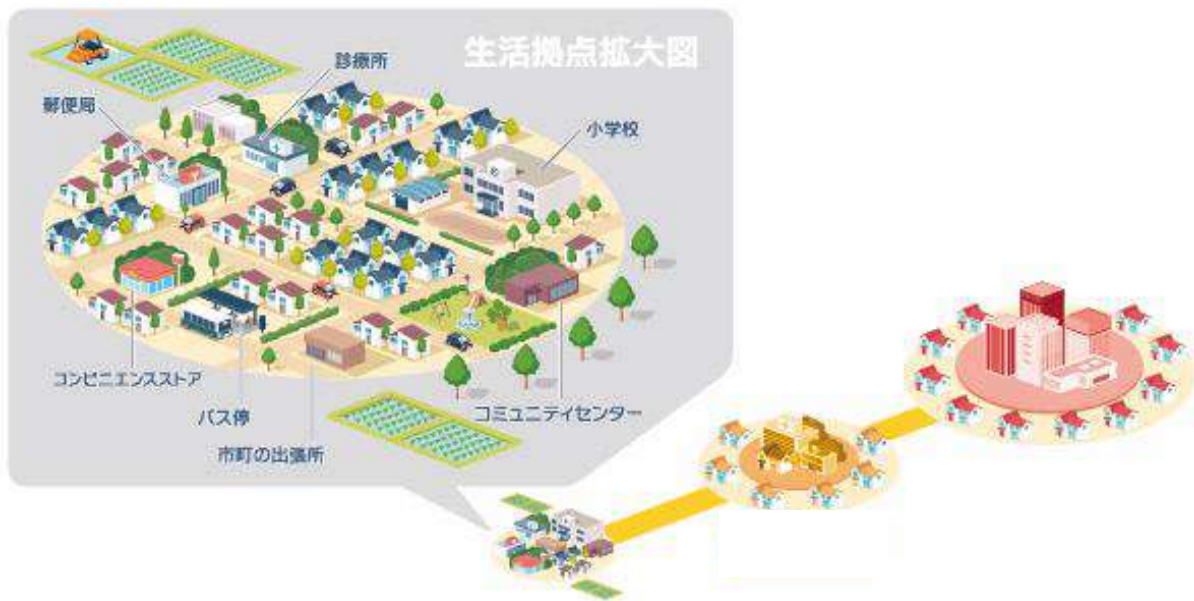 生活拠点拡大図
診療所
郵便局
小学校
コンビニエンスストア
バス停
コミュニティセンター
市町の出張所